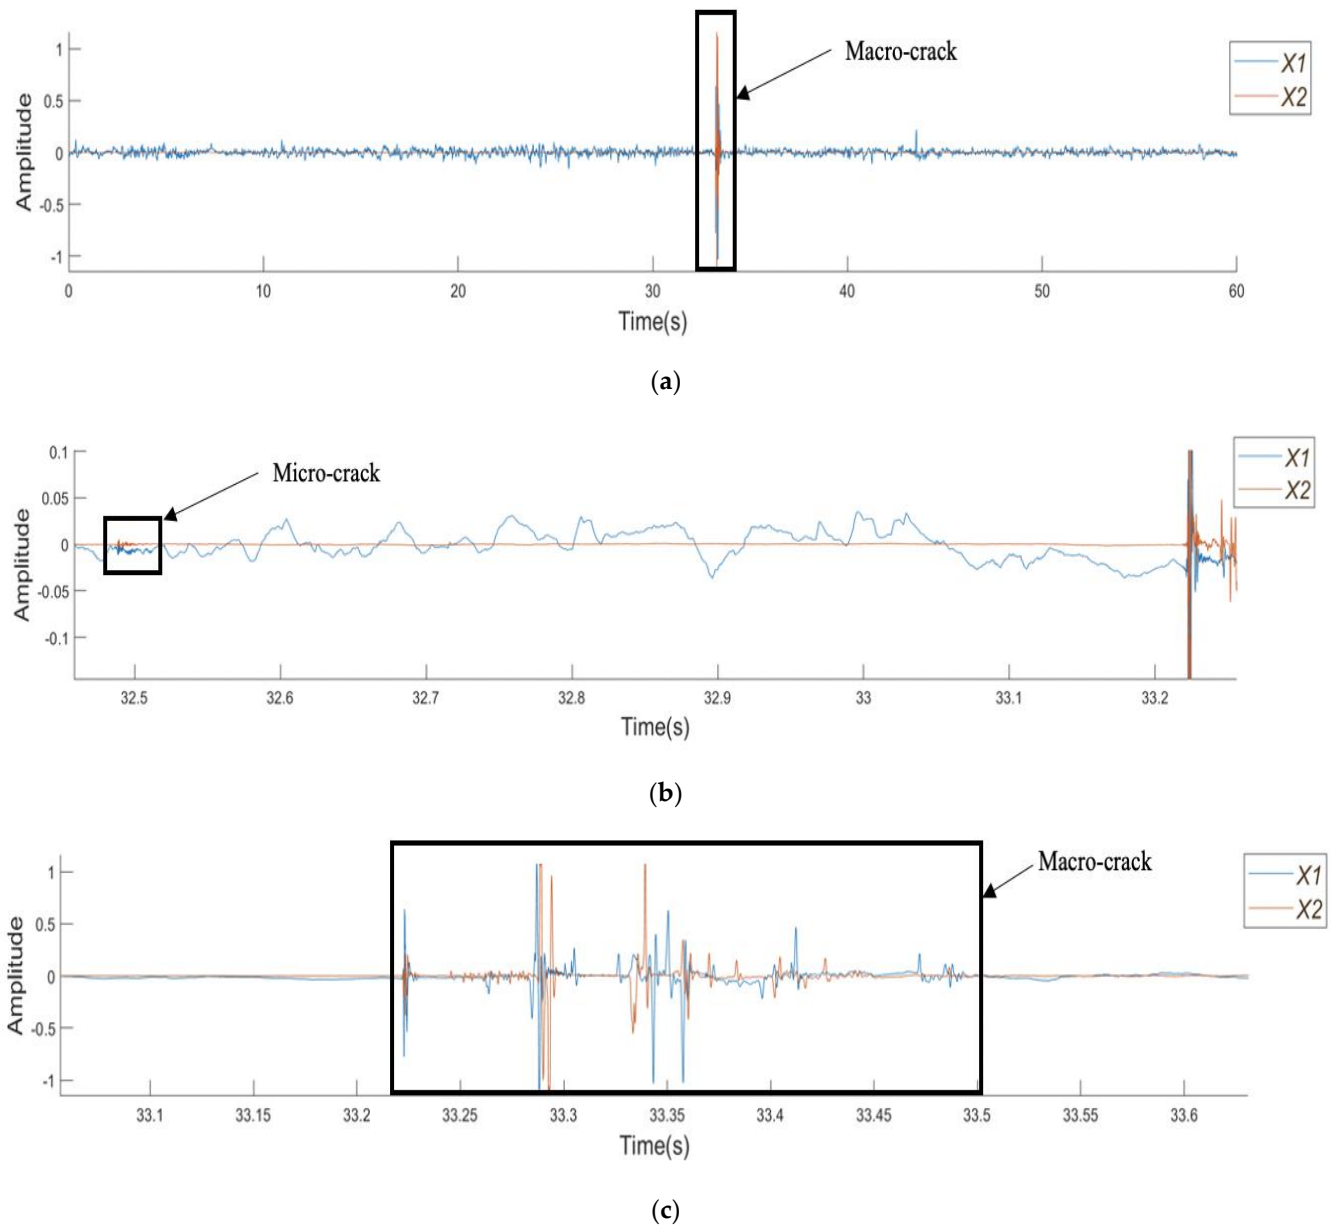 Macro-crack
X1
X2
1
0.5
0
-0.5
-1
Amplitude
0 10 20 30 40 50 60
Time(s)
(a)
Micro-crack
X1
X2
0.1
0.05
0
-0.05
-0.1
Amplitude
32.5 32.6 32.7 32.8 32.9 33 33.1 33.2
Time(s)
(b)
Macro-crack
X1
X2
1
0.5
0
-0.5
-1
Amplitude
33.1 33.15 33.2 33.25 33.3 33.35 33.4 33.45 33.5 33.55 33.6
Time(s)
(c)